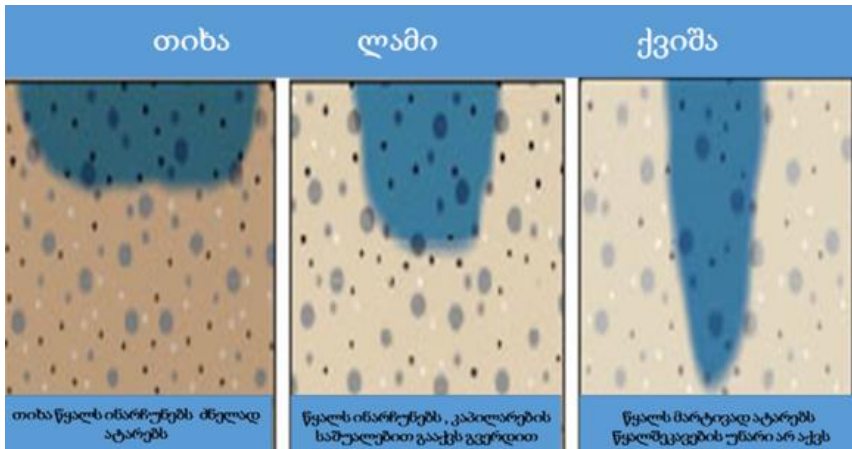 თიხა ლამი ქვიშა
თიხა წყალს ინარჩუნებს ძნელად
ატარებს
წყალს ინარჩუნებს , კაპილარების
საშუალებით გააქვს გვერდით
წყალს მარტივად ატარებს
წყალშეკავების უნარი არ აქვს